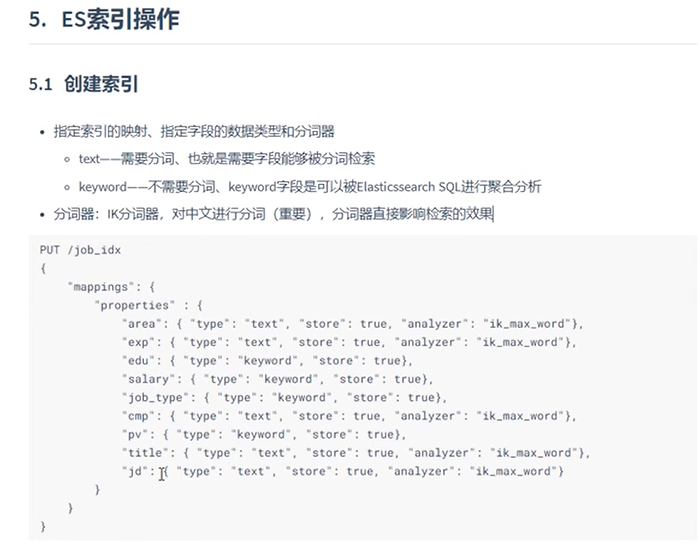 5. ES索引操作
5.1 创建索引
• 指定索引的映射、指定字段的数据类型和分词器
◦ text——需要分词、也就是需要字段能够被分词检索
◦ keyword——不需要分词、keyword字段是可以被Elasticssearch SQL进行聚合分析
• 分词器：IK分词器，对中文进行分词（重要），分词器直接影响检索的效果
PUT /job_idx
{
    "mappings": {
        "properties" : {
            "area": { "type": "text", "store": true, "analyzer": "ik_max_word"},
            "exp": { "type": "text", "store": true, "analyzer": "ik_max_word"},
            "edu": { "type": "keyword", "store": true},
            "salary": { "type": "keyword", "store": true},
            "job_type": { "type": "keyword", "store": true},
            "cmp": { "type": "text", "store": true, "analyzer": "ik_max_word"},
            "pv": { "type": "keyword", "store": true},
            "title": { "type": "text", "store": true, "analyzer": "ik_max_word"},
            "jd": { "type": "text", "store": true, "analyzer": "ik_max_word"}
        }
    }
}